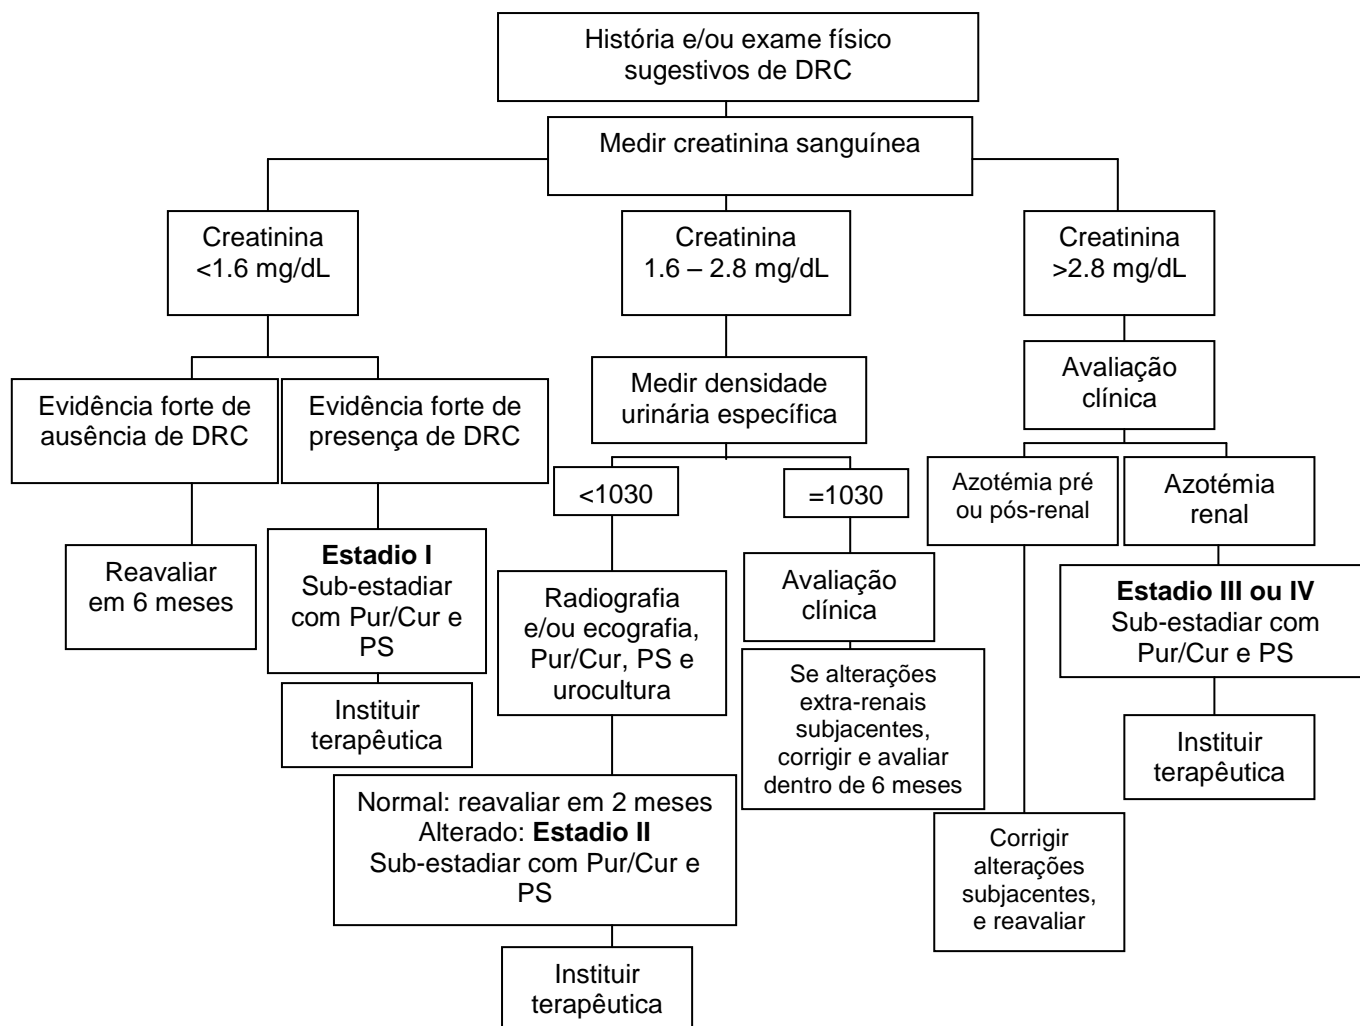 História e/ou exame físico
sugestivos de DRC
Medir creatinina sanguínea
Creatinina
<1.6 mg/dL
Creatinina
1.6 – 2.8 mg/dL
Creatinina
>2.8 mg/dL
Evidência forte de
ausência de DRC
Evidência forte de
presença de DRC
Medir densidade
urinária específica
Avaliação
clínica
<1030
=1030
Azotémia pré
ou pós-renal
Azotémia
renal
Reavaliar
em 6 meses
Estadio I
Sub-estadiar
com Pur/Cur e
PS
Instituir
terapêutica
Radiografia
e/ou ecografia,
Pur/Cur, PS e
urocultura
Avaliação
clínica
Se alterações
extra-renais
subjacentes,
corrigir e avaliar
dentro de 6 meses
Estadio III ou IV
Sub-estadiar com
Pur/Cur e PS
Instituir
terapêutica
Normal: reavaliar em 2 meses
Alterado: Estadio II
Sub-estadiar com Pur/Cur e
PS
Corrigir
alterações
subjacentes,
e reavaliar
Instituir
terapêutica